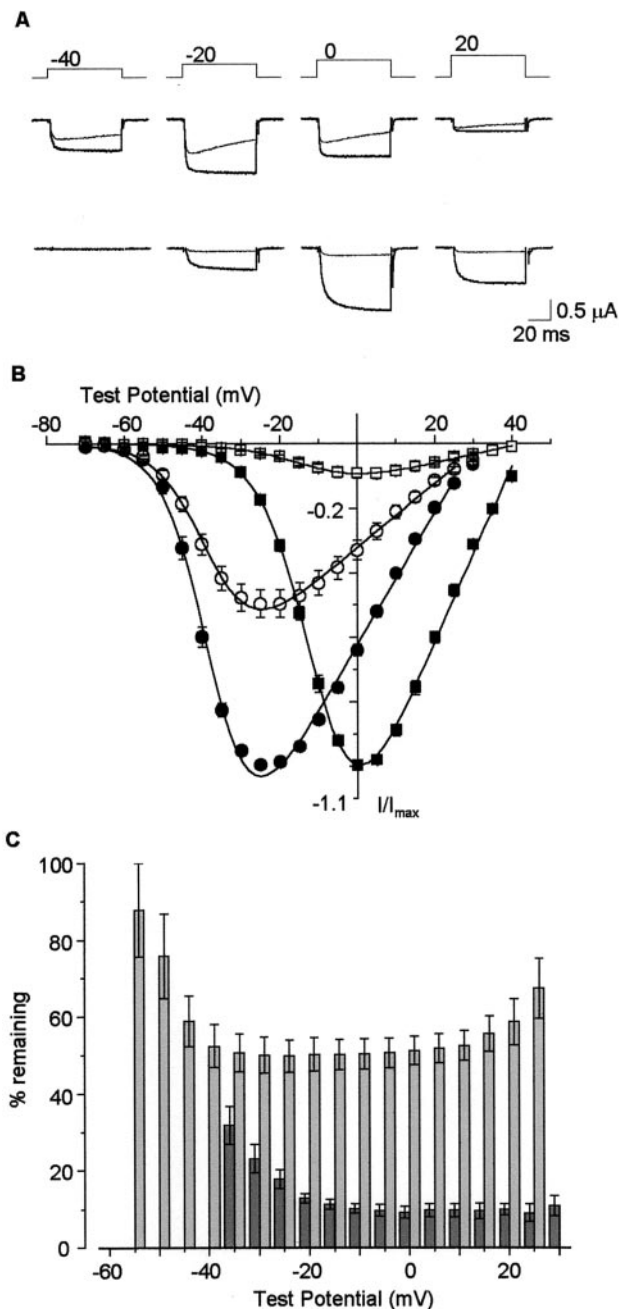 A
-40 -20 0 20
0.5 μA
20 ms
B
Test Potential (mV)
-80 -60 -40 -20 0 20 40
-0.2
-1.1 I/Imax
C
100
80
60
40
20
0
% remaining
-60 -40 -20 0 20
Test Potential (mV)